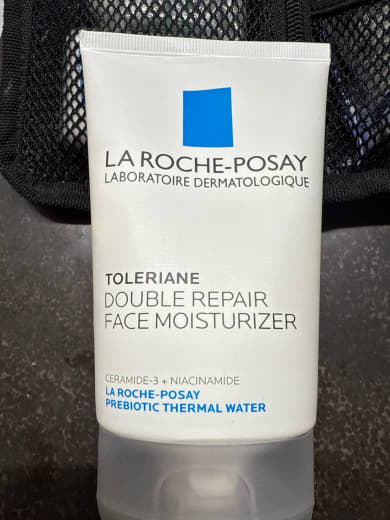 LA ROCHE-POSAY
LABORATOIRE DERMATOLOGIQUE
TOLERIANE
DOUBLE REPAIR
FACE MOISTURIZER
CERAMIDE-3 + NIACINAMIDE
LA ROCHE-POSAY
PREBIOTIC THERMAL WATER